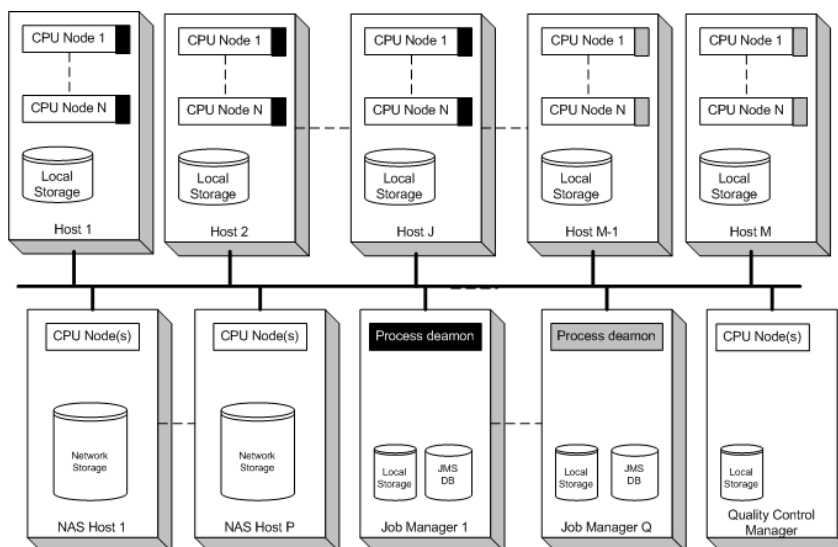 CPU Node 1
CPU Node N
Local
Storage
Host 1
CPU Node 1
CPU Node N
Local
Storage
Host 2
CPU Node 1
CPU Node N
Local
Storage
Host J
CPU Node 1
CPU Node N
Local
Storage
Host M-1
CPU Node 1
CPU Node N
Local
Storage
Host M
CPU Node(s)
Network
Storage
NAS Host 1
CPU Node(s)
Network
Storage
NAS Host P
Process deamon
Local
Storage
JMS
DB
Job Manager 1
Process deamon
Local
Storage
JMS
DB
Job Manager Q
CPU Node(s)
Local
Storage
Quality Control
Manager